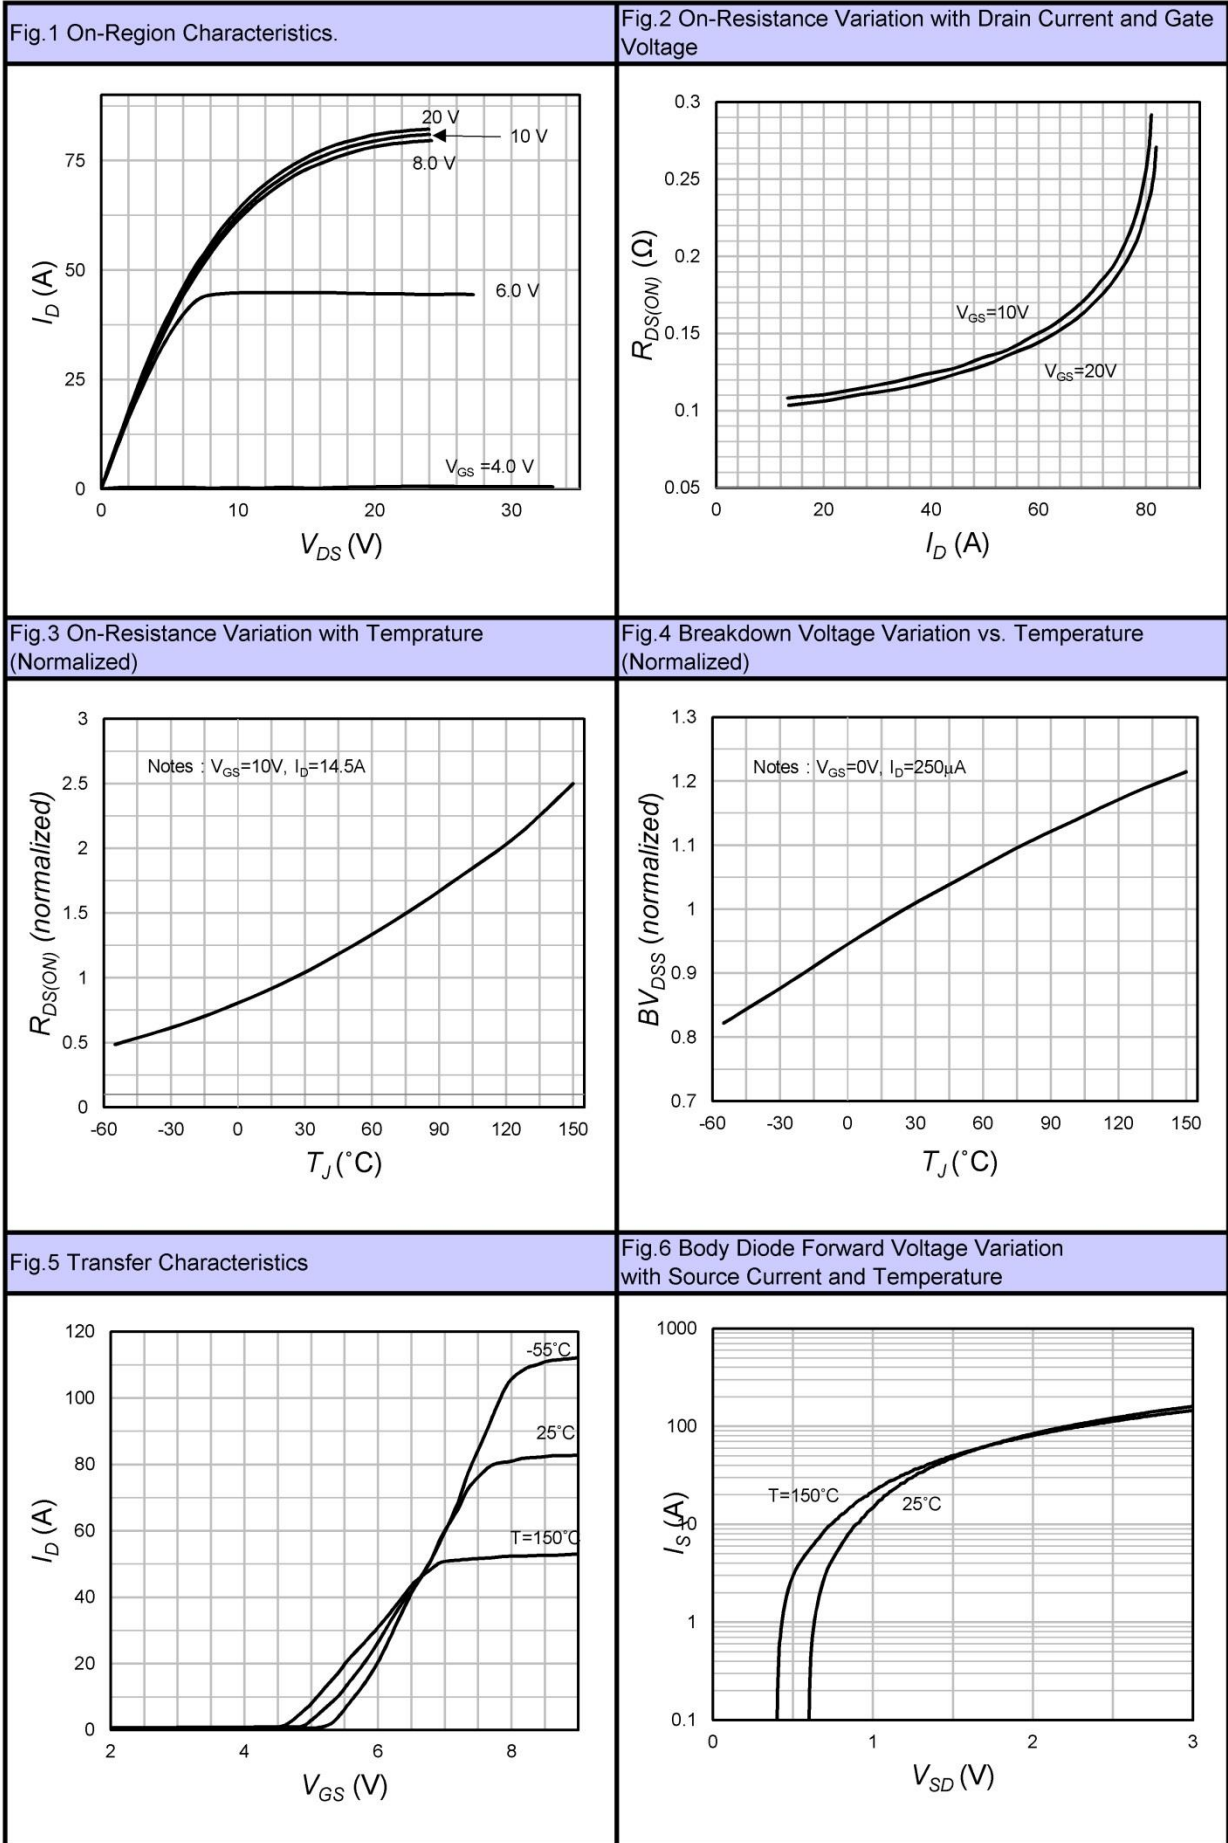 Fig.1 On-Region Characteristics.
Fig.2 On-Resistance Variation with Drain Current and Gate
Voltage
20 V
10 V
8.0 V
6.0 V
V_GS =4.0 V
75
50
25
0
0 10 20 30
I_D (A)
V_DS (V)
0.3
0.25
0.2
0.15
0.1
0.05
0 20 40 60 80
V_GS=10V
V_GS=20V
R_DS(ON) (Ω)
I_D (A)
Fig.3 On-Resistance Variation with Temprature
(Normalized)
Fig.4 Breakdown Voltage Variation vs. Temperature
(Normalized)
Notes : V_GS=10V, I_D=14.5A
3
2.5
2
1.5
1
0.5
0
-60 -30 0 30 60 90 120 150
R_DS(ON) (normalized)
T_J (˚C)
Notes : V_GS=0V, I_D=250μA
1.3
1.2
1.1
1
0.9
0.8
0.7
-60 -30 0 30 60 90 120 150
BV_DSS (normalized)
T_J (˚C)
Fig.5 Transfer Characteristics
Fig.6 Body Diode Forward Voltage Variation
with Source Current and Temperature
120
100
80
60
40
20
0
2 4 6 8
-55˚C
25˚C
T=150˚C
I_D (A)
V_GS (V)
1000
100
10
1
0.1
0 1 2 3
T=150˚C
25˚C
I_S (A)
V_SD (V)